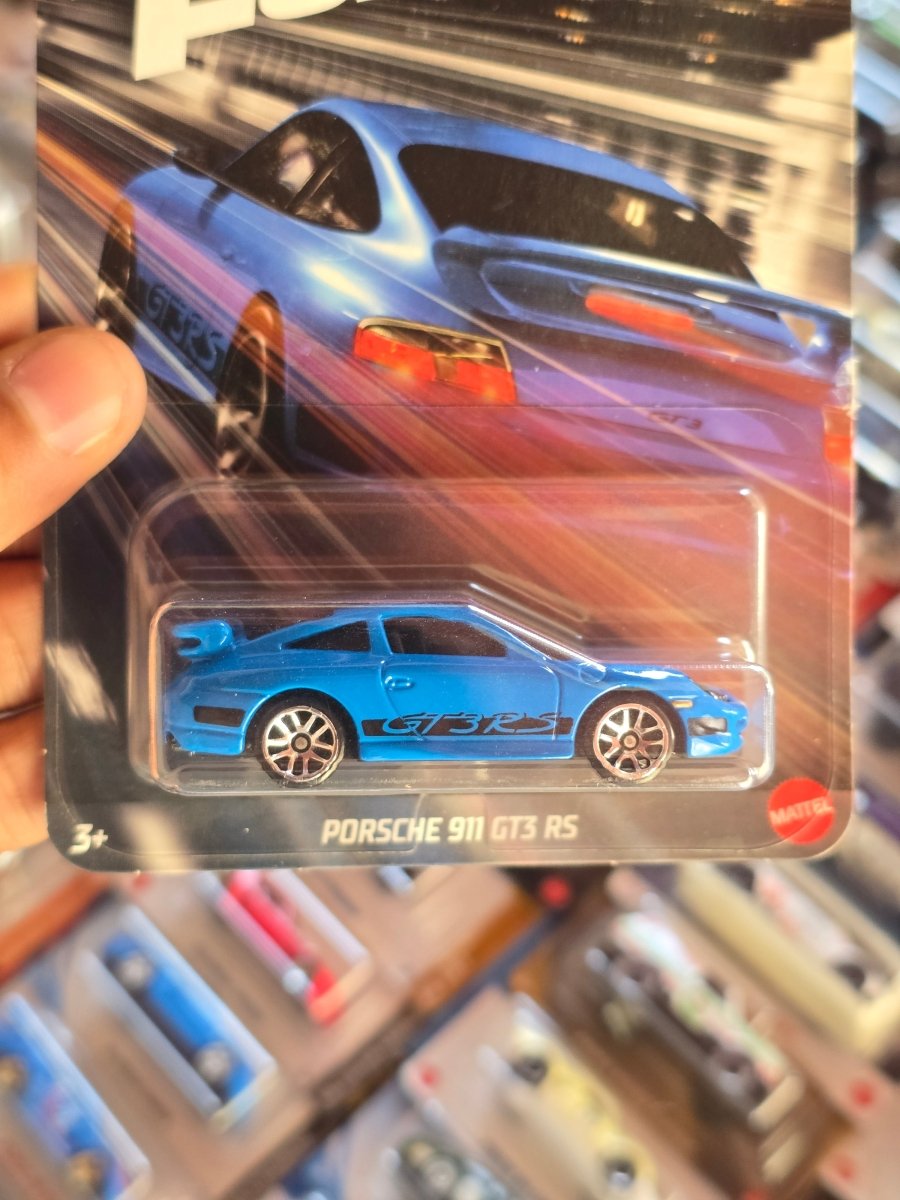 GT3RS
GT3
GT3RS
3+
PORSCHE 911 GT3 RS
MATTEL